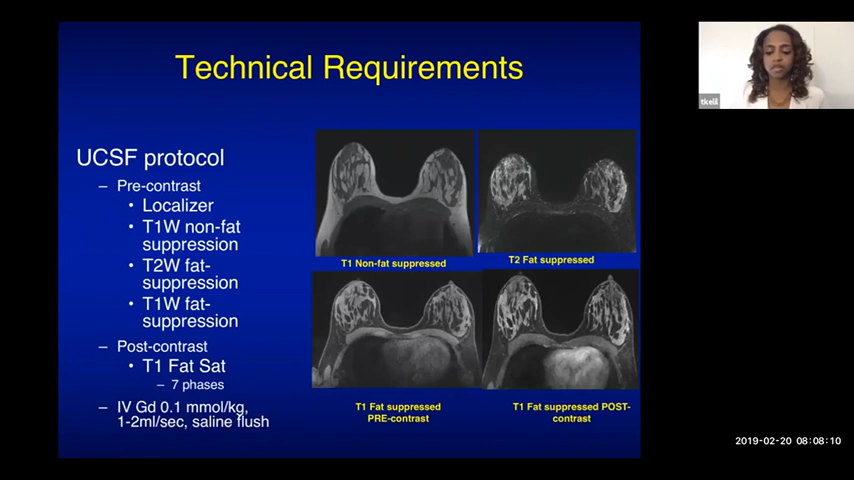 Technical Requirements
UCSF protocol
– Pre-contrast
• Localizer
• T1W non-fat
suppression
• T2W fat-
suppression
• T1W fat-
suppression
– Post-contrast
• T1 Fat Sat
– 7 phases
– IV Gd 0.1 mmol/kg,
1-2ml/sec, saline flush
T1 Non-fat suppressed
T2 Fat suppressed
T1 Fat suppressed
PRE-contrast
T1 Fat suppressed POST-
contrast
tkelil
2019-02-20 08:08:10